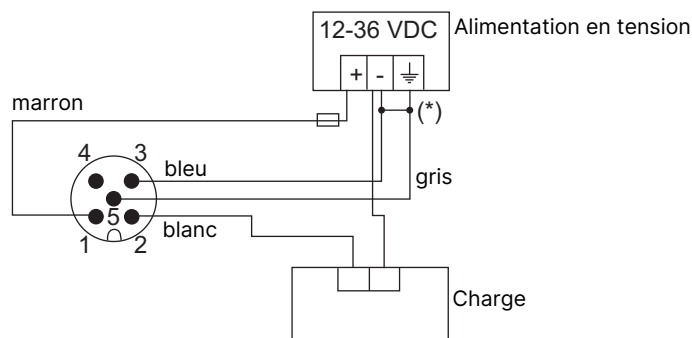 12-36 VDC
Alimentation en tension
+ -
(*)
marron
4 3
bleu
gris
5
blanc
1 2
Charge